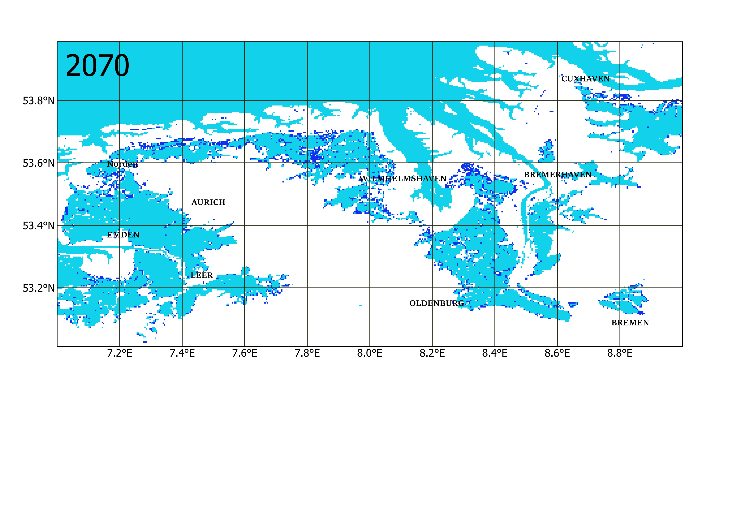 2070
CUXHAVEN
53.8°N
53.6°N
Norden
WILHELMSHAVEN
BREMERHAVEN
AURICH
53.4°N
EMDEN
LEER
53.2°N
OLDENBURG
BREMEN
7.2°E 7.4°E 7.6°E 7.8°E 8.0°E 8.2°E 8.4°E 8.6°E 8.8°E